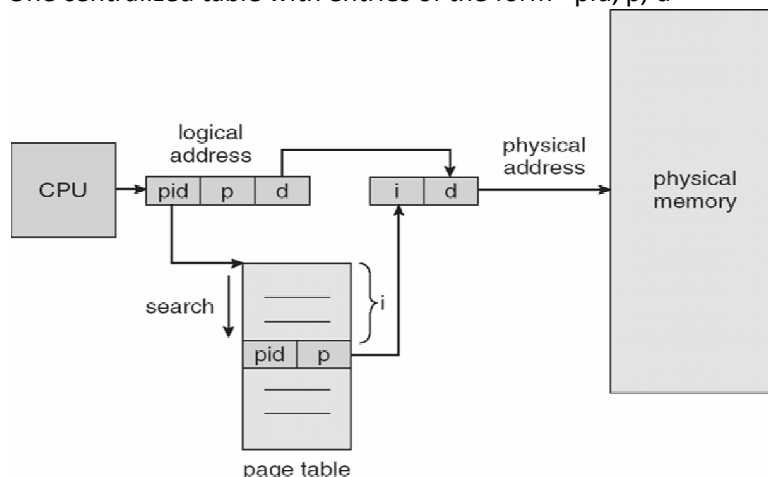 One centralized table with entries of the form pid, p, d
logical
address
physical
address
CPU
pid p d
i d
physical
memory
search
i
pid p
page table